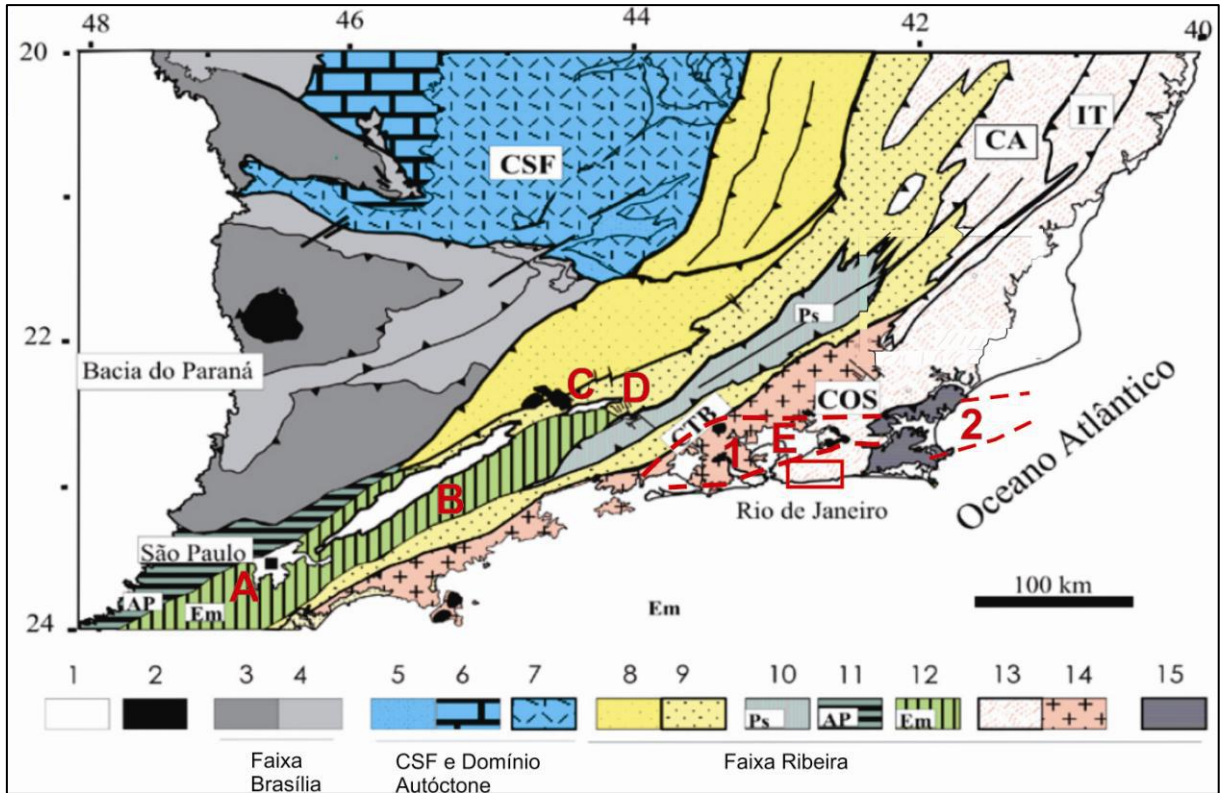 48 46 44 42 40
20
CSF
CA
IT
Ps
22
Bacia do Paraná
C D
CTB
COS
E
1
2
B
Rio de Janeiro
Oceano Atlântico
São Paulo
A
AP
Em
Em
100 km
24
1 2 3 4 5 6 7 8 9 10 11 12 13 14 15
Ps AP Em
Faixa Brasília
CSF e Domínio Autóctone
Faixa Ribeira